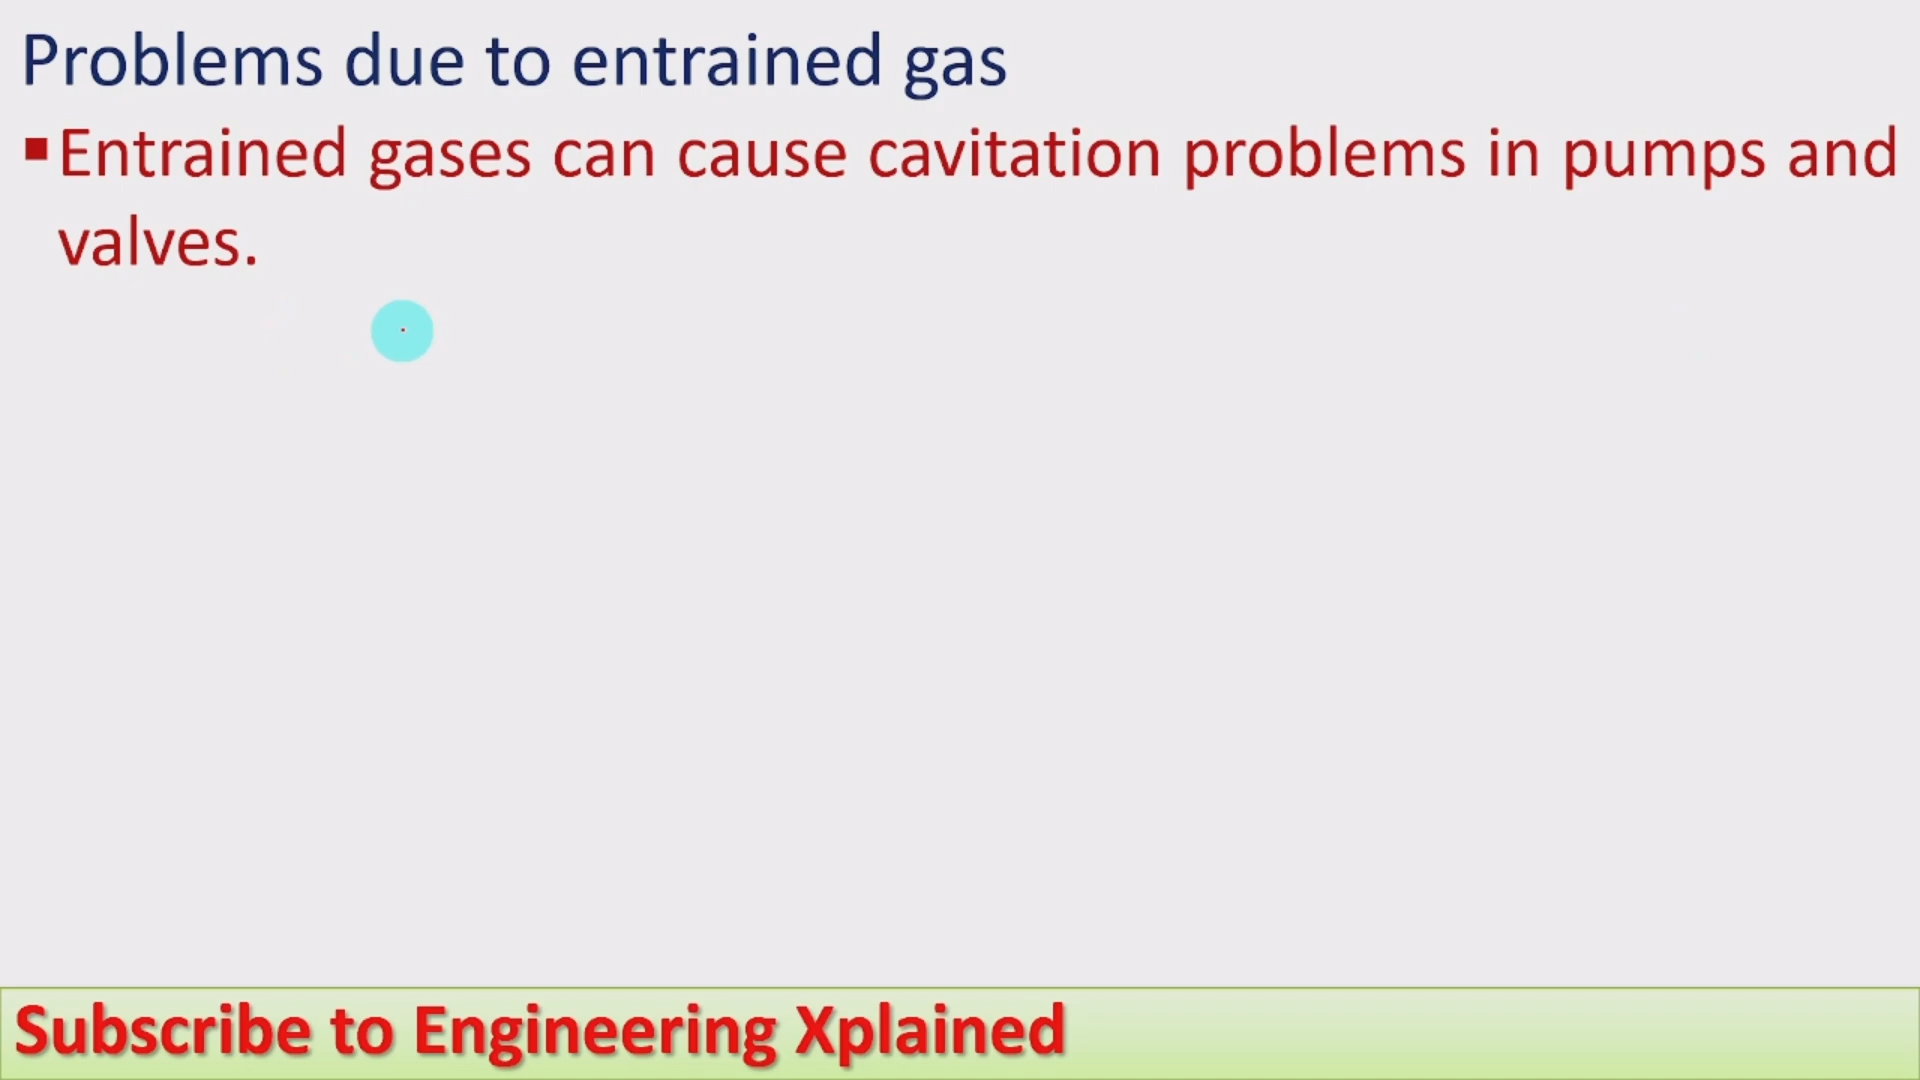 Problems due to entrained gas
▪Entrained gases can cause cavitation problems in pumps and
valves.
Subscribe to Engineering Xplained